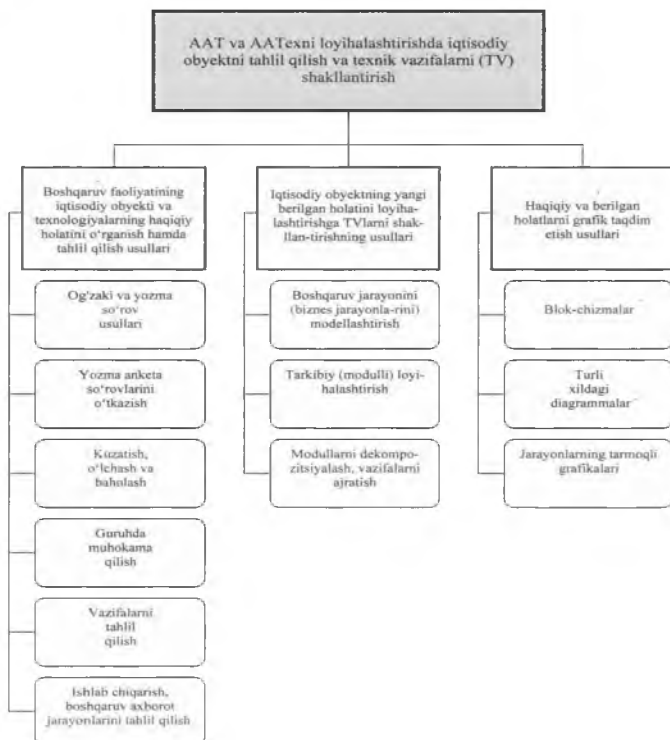 AAT va AATexni loyihalashtirishda iqtisodiy
obyektni tahlil qilish va texnik vazifalarni (TV)
shakllantirish
Boshqaruv faoliyatining
iqtisodiy obyekti va
texnologiyalarning haqiqiy
holatini o‘rganish hamda
tahlil qilish usullari
Og'zaki va yozma
so‘rov
usullari
Yozma anketa
so‘rovlarini
o‘tkazish
Kuzatish,
o‘lchash va
baholash
Guruhda
muhokama
qilish
Vazifalarni
tahlil
qilish
Ishlab chiqarish,
boshqaruv axborot
jarayonlarini tahlil qilish
Iqtisodiy obyektning yangi
berilgan holatini loyiha-
lashtirishga TVlarni shak-
llan-tirishning usullari
Boshqaruv jarayonini
(biznes jarayonla-rini)
modellashtirish
Tarkibiy (modulli) loyi-
halashtirish
Modullarni dekompo-
zitsiyalash, vazifalarni
ajratish
Haqiqiy va berilgan
holatlarni grafik taqdim
etish usullari
Blok-chizmalar
Turli
xildagi
diagrammalar
Jarayonlarning tarmoqli
grafikalari